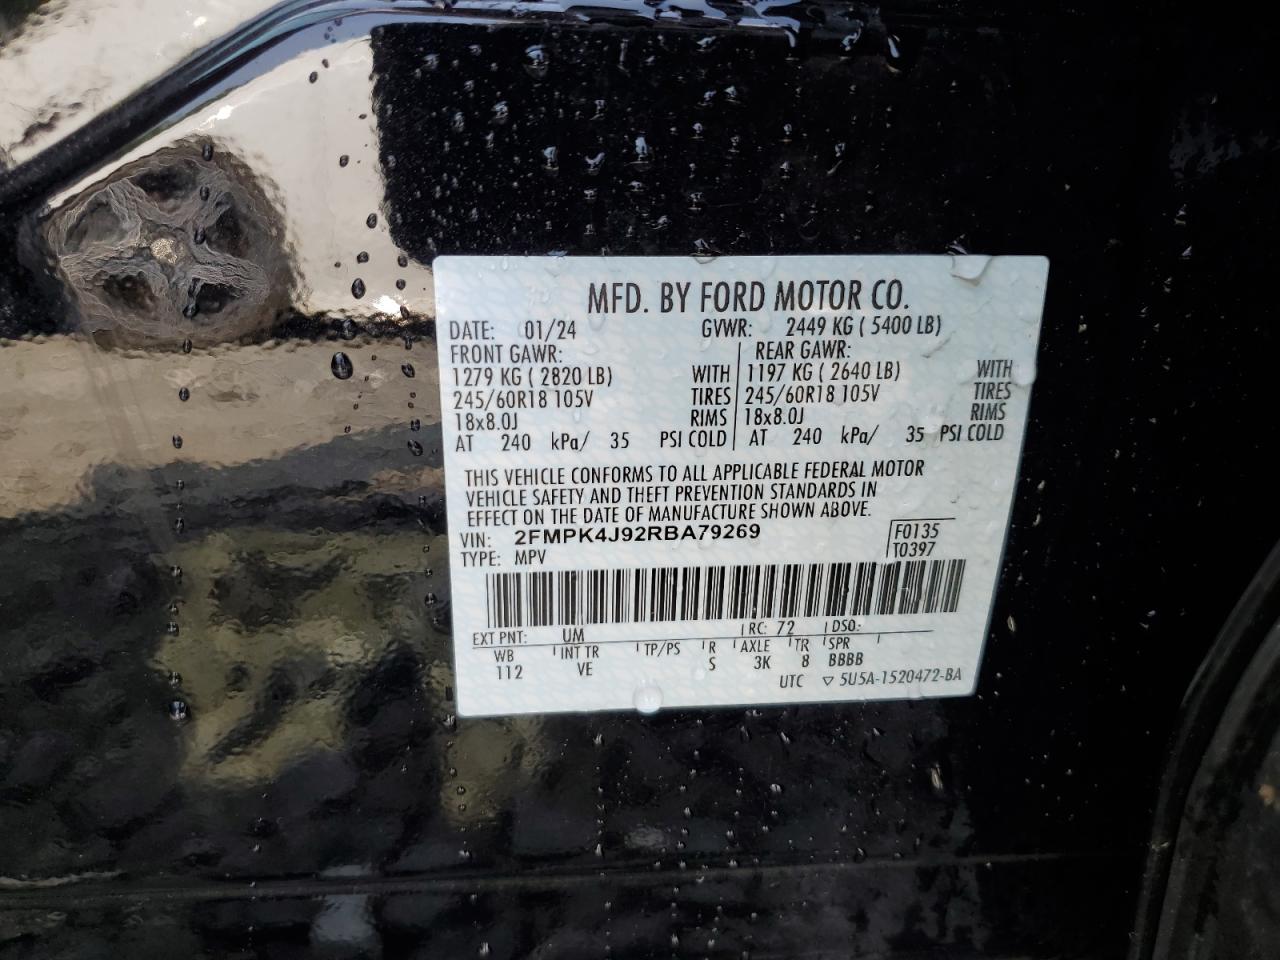 MFD. BY FORD MOTOR CO.
DATE: 01/24 GVWR: 2449 KG ( 5400 LB)
FRONT GAWR: REAR GAWR:
1279 KG ( 2820 LB) WITH 1197 KG ( 2640 LB) WITH
245/60R18 105V TIRES 245/60R18 105V TIRES
18x8.0J RIMS 18x8.0J RIMS
AT 240 kPa/ 35 PSI COLD AT 240 kPa/ 35 PSI COLD
THIS VEHICLE CONFORMS TO ALL APPLICABLE FEDERAL MOTOR
VEHICLE SAFETY AND THEFT PREVENTION STANDARDS IN
EFFECT ON THE DATE OF MANUFACTURE SHOWN ABOVE.
VIN: 2FMPK4J92RBA79269 F0135
TYPE: MPV T0397
EXT PNT: UM RC: 72 DSO:
WB INT TR TP/PS R AXLE TR SPR
112 VE S 3K 8 BBBB
UTC ▽ 5U5A-1520472-BA